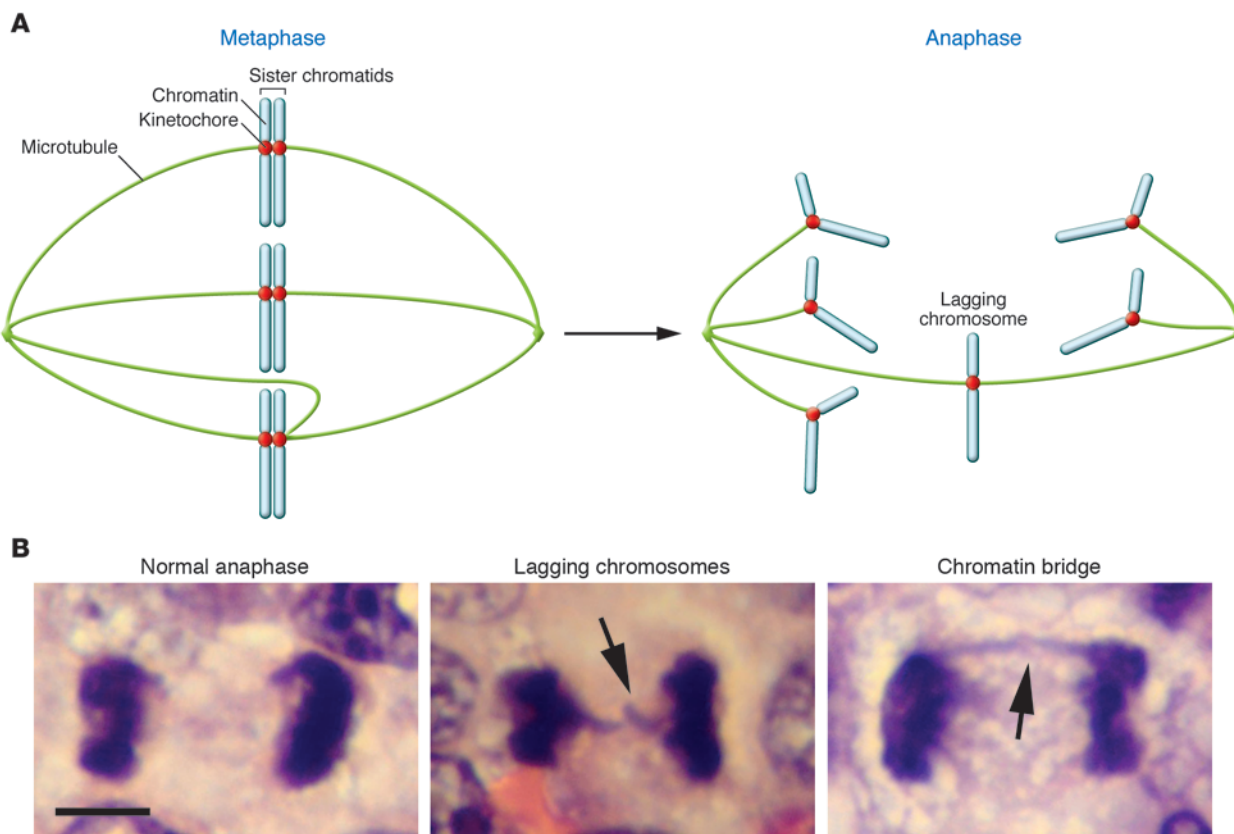 A
Metaphase
Anaphase
Sister chromatids
Chromatin
Kinetochore
Microtubule
Lagging
chromosome
B
Normal anaphase
Lagging chromosomes
Chromatin bridge